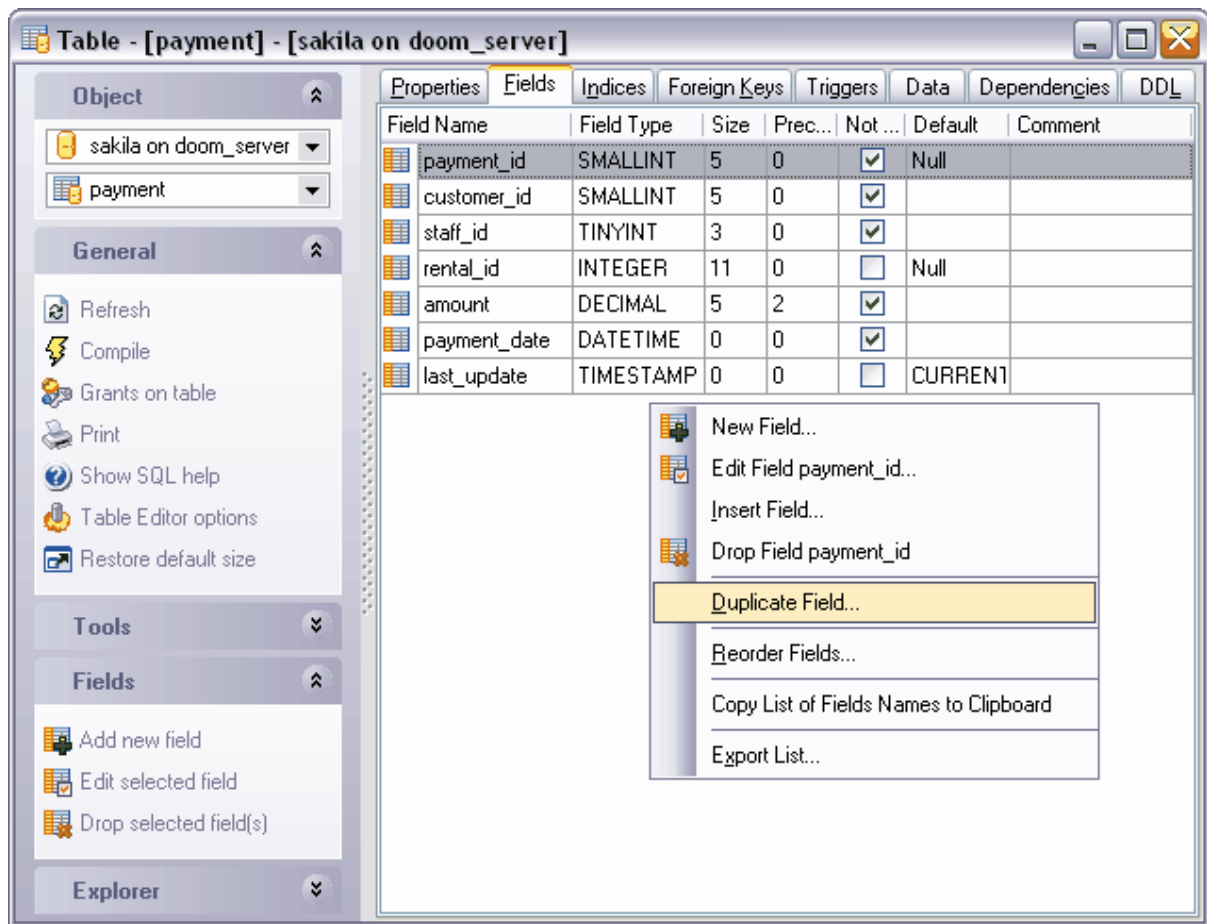 Table - [payment] - [sakila on doom_server]
Object
sakila on doom_server
payment
General
Refresh
Compile
Grants on table
Print
Show SQL help
Table Editor options
Restore default size
Tools
Fields
Add new field
Edit selected field
Drop selected field(s)
Explorer
Properties Fields Indices Foreign Keys Triggers Data Dependencies DDL
Field Name Field Type Size Prec... Not ... Default Comment
payment_id SMALLINT 5 0 Null
customer_id SMALLINT 5 0
staff_id TINYINT 3 0
rental_id INTEGER 11 0 Null
amount DECIMAL 5 2
payment_date DATETIME 0 0
last_update TIMESTAMP 0 0 CURRENT
New Field...
Edit Field payment_id...
Insert Field...
Drop Field payment_id
Duplicate Field...
Reorder Fields...
Copy List of Fields Names to Clipboard
Export List...